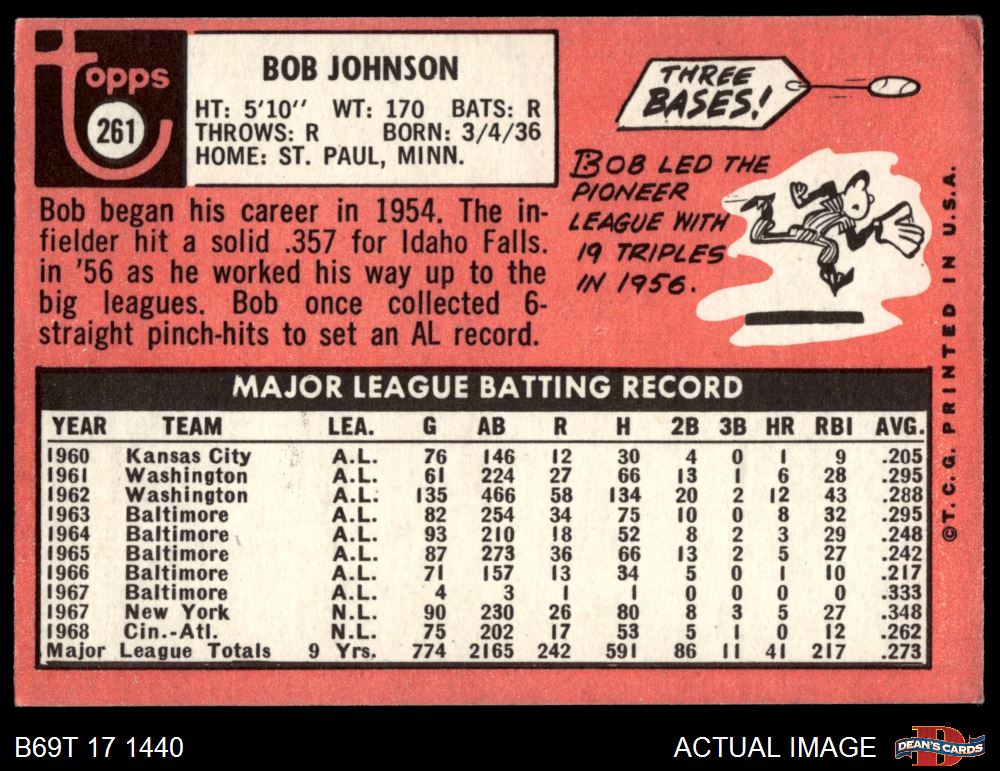 topps
261
BOB JOHNSON
HT: 5'10" WT: 170 BATS: R
THROWS: R BORN: 3/4/36
HOME: ST. PAUL, MINN.
THREE
BASES!
BOB LED THE
PIONEER
LEAGUE WITH
19 TRIPLES
IN 1956.
Bob began his career in 1954. The in-
fielder hit a solid .357 for Idaho Falls.
in '56 as he worked his way up to the
big leagues. Bob once collected 6-
straight pinch-hits to set an AL record.
MAJOR LEAGUE BATTING RECORD
YEAR TEAM LEA. G AB R H 2B 3B HR RBI AVG.
1960 Kansas City A.L. 76 146 12 30 4 0 1 9 .205
1961 Washington A.L. 61 224 27 66 13 1 6 28 .295
1962 Washington A.L. 135 466 58 134 20 2 12 43 .288
1963 Baltimore A.L. 82 254 34 75 10 0 8 32 .295
1964 Baltimore A.L. 93 210 18 52 8 2 3 29 .248
1965 Baltimore A.L. 87 273 36 66 13 2 5 27 .242
1966 Baltimore A.L. 71 157 13 34 5 0 1 10 .217
1967 Baltimore A.L. 4 3 1 1 0 0 0 0 .333
1967 New York N.L. 90 230 26 80 8 3 5 27 .348
1968 Cin.-Atl. N.L. 75 202 17 53 5 1 0 12 .262
Major League Totals 9 Yrs. 774 2165 242 591 86 11 41 217 .273
©T.C.G. PRINTED IN U.S.A.
B69T 17 1440
ACTUAL IMAGE
D
DEAN'S CARDS